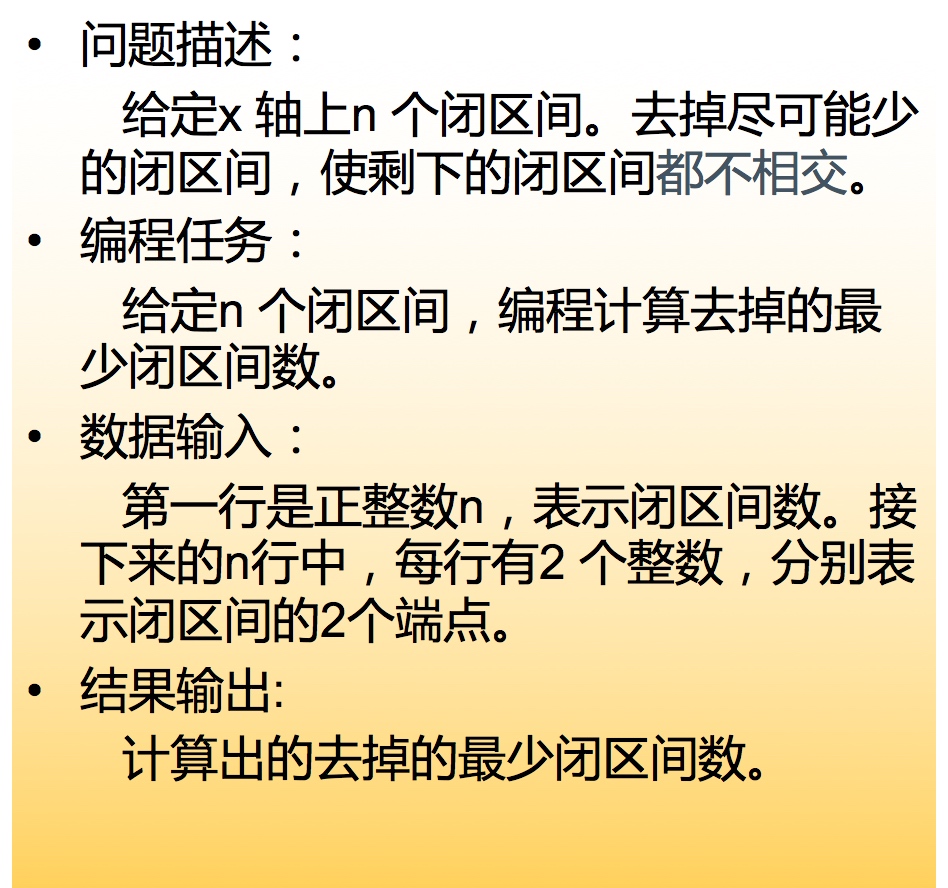 • 问题描述：
给定x 轴上n 个闭区间。去掉尽可能少
的闭区间，使剩下的闭区间都不相交。
• 编程任务：
给定n 个闭区间，编程计算去掉的最
少闭区间数。
• 数据输入：
第一行是正整数n，表示闭区间数。接
下来的n行中，每行有2 个整数，分别表
示闭区间的2个端点。
• 结果输出:
计算出的去掉的最少闭区间数。